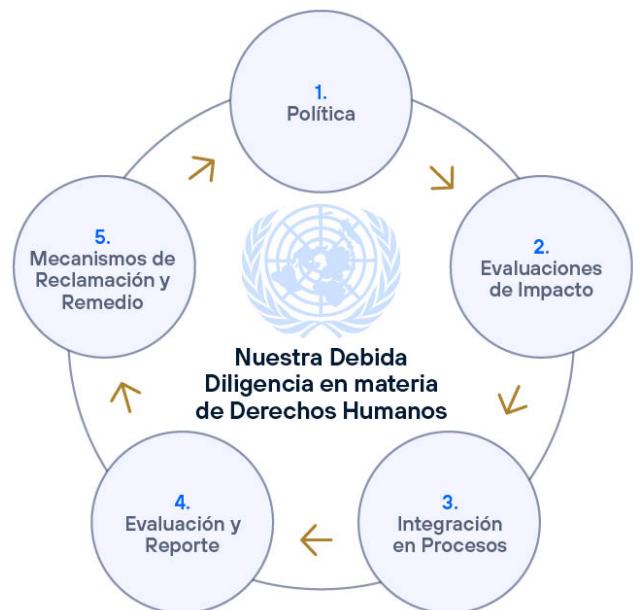 1.
Política
2.
Evaluaciones
de Impacto
3.
Integración
en Procesos
4.
Evaluación y
Reporte
5.
Mecanismos de
Reclamación y
Remedio
Nuestra Debida
Diligencia en materia
de Derechos Humanos